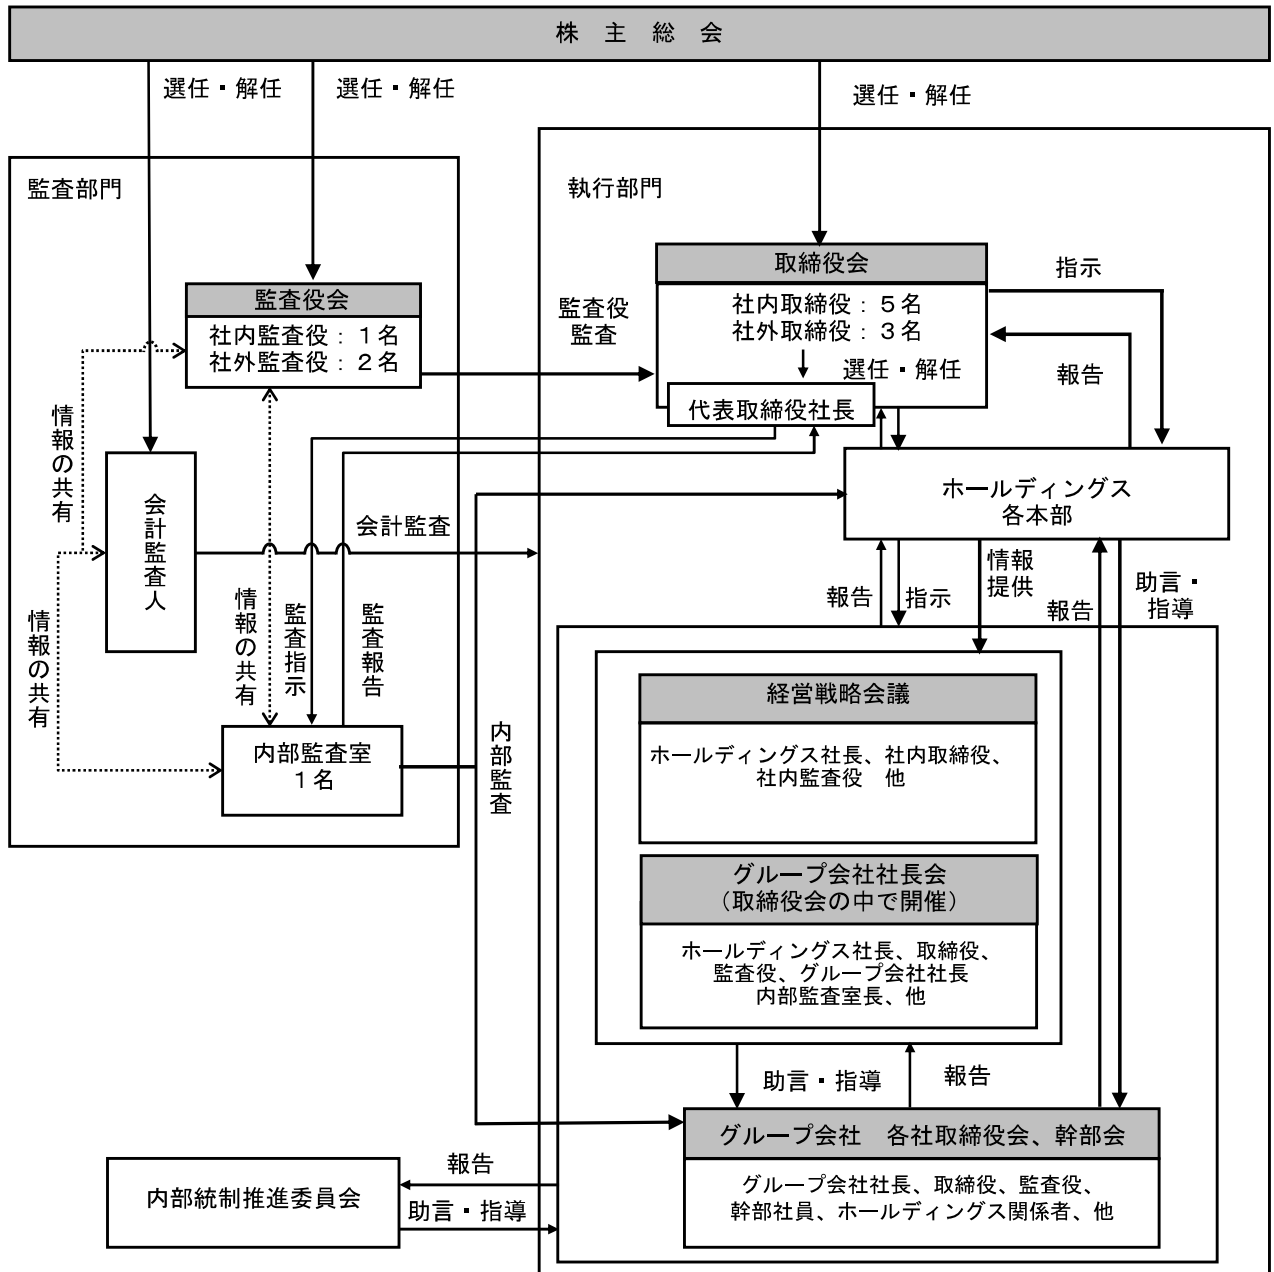 株　主　総　会
選任・解任
選任・解任
選任・解任
監査部門
執行部門
取締役会
社内取締役：５名
社外取締役：３名
選任・解任
代表取締役社長
指示
報告
監査役会
社内監査役：１名
社外監査役：２名
監査役
監査
情報の共有
会計監査人
会計監査
ホールディングス
各本部
情報の共有
情報の共有
監査指示
監査報告
報告
指示
情報
提供
報告
助言・
指導
内部監査室
１名
内部監査
経営戦略会議
ホールディングス社長、社内取締役、
社内監査役　他
グループ会社社長会
（取締役会の中で開催）
ホールディングス社長、取締役、
監査役、グループ会社社長
内部監査室長、他
助言・指導
報告
グループ会社　各社取締役会、幹部会
グループ会社社長、取締役、監査役、
幹部社員、ホールディングス関係者、他
内部統制推進委員会
報告
助言・指導